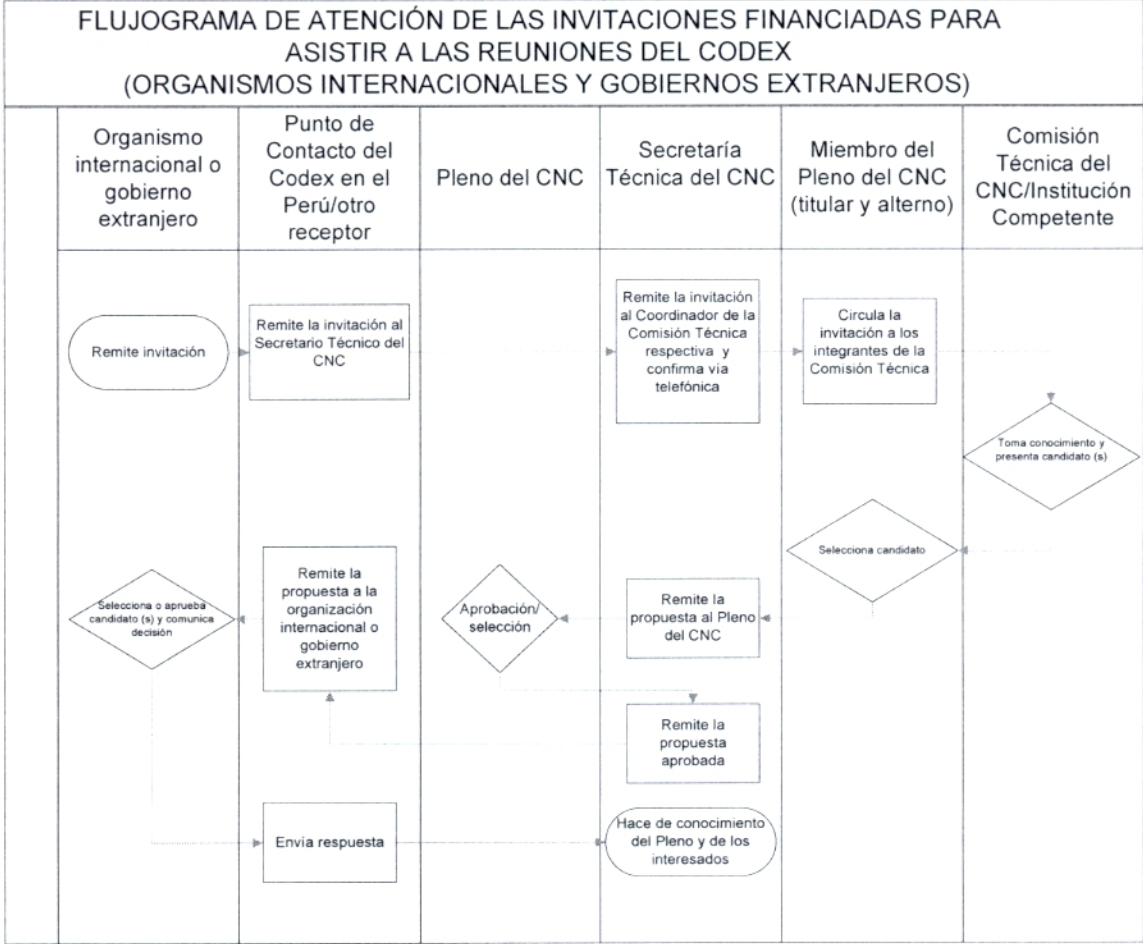 FLUJOGRAMA DE ATENCIÓN DE LAS INVITACIONES FINANCIADAS PARA
ASISTIR A LAS REUNIONES DEL CODEX
(ORGANISMOS INTERNACIONALES Y GOBIERNOS EXTRANJEROS)
Organismo
internacional o
gobierno
extranjero
Punto de
Contacto del
Codex en el
Perú/otro
receptor
Pleno del CNC
Secretaría
Técnica del CNC
Miembro del
Pleno del CNC
(titular y alterno)
Comisión
Técnica del
CNC/Institución
Competente
Remite invitación
Remite la invitación al
Secretario Técnico del
CNC
Remite la invitación
al Coordinador de la
Comisión Técnica
respectiva y
confirma via
telefónica
Circula la
invitación a los
integrantes de la
Comisión Técnica
Toma conocimiento y
presenta candidato (s)
Selecciona candidato
Remite la
propuesta al Pleno
del CNC
Aprobación/
selección
Remite la
propuesta
aprobada
Remite la
propuesta a la
organización
internacional o
gobierno
extranjero
Selecciona o aprueba
candidato (s) y comunica
decisión
Envia respuesta
Hace de conocimiento
del Pleno y de los
interesados